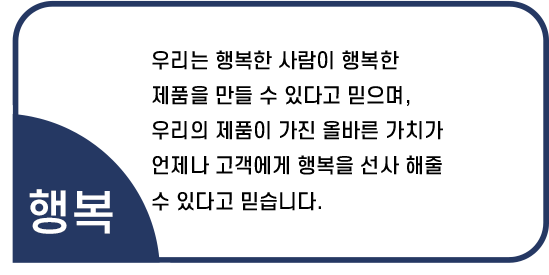 우리는 행복한 사람이 행복한
제품을 만들 수 있다고 믿으며,
우리의 제품이 가진 올바른 가치가
언제나 고객에게 행복을 선사 해줄
수 있다고 믿습니다.
행복